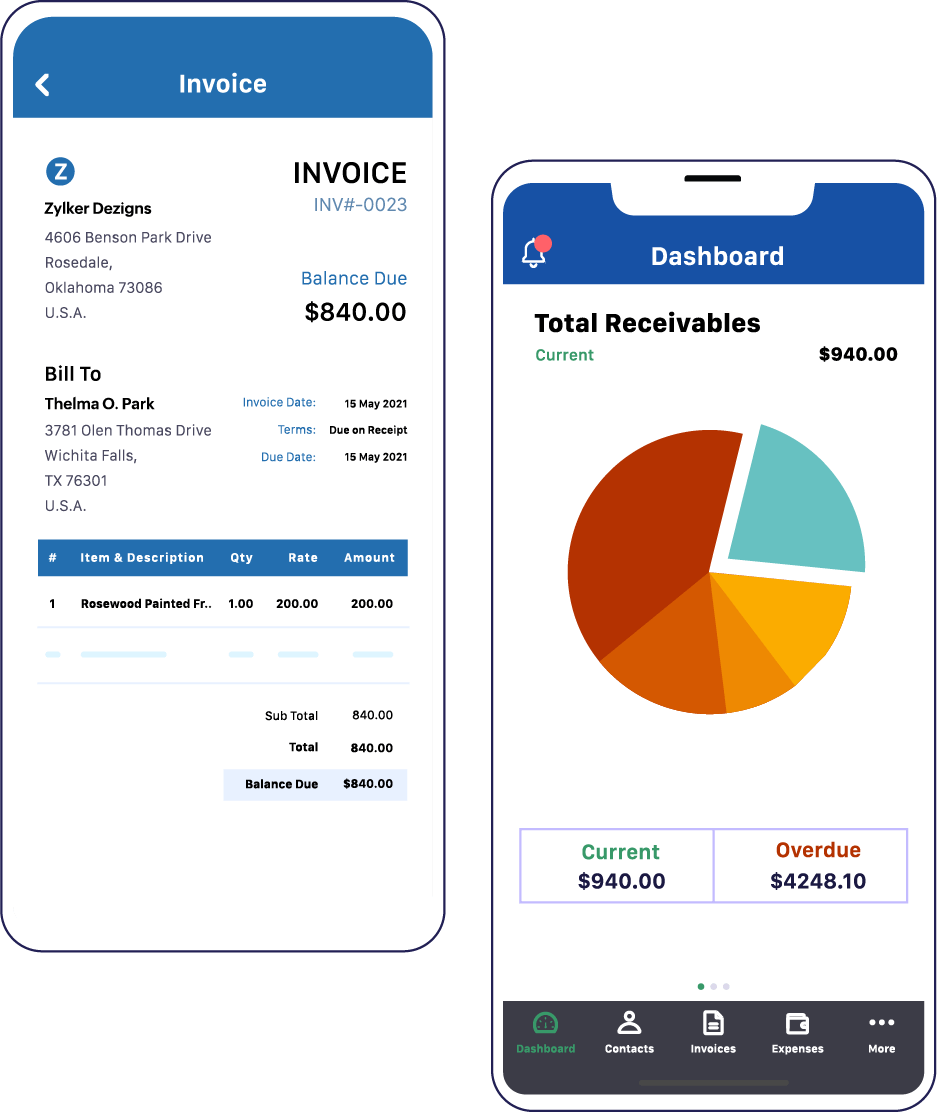 Invoice
Z
INVOICE
INV#-0023
Zylker Dezigns
4606 Benson Park Drive
Rosedale,
Oklahoma 73086
U.S.A.
Balance Due
$840.00
Bill To
Thelma O. Park
3781 Olen Thomas Drive
Wichita Falls,
TX 76301
U.S.A.
Invoice Date: 15 May 2021
Terms: Due on Receipt
Due Date: 15 May 2021
# Item & Description Qty Rate Amount
1 Rosewood Painted Fr.. 1.00 200.00 200.00
Sub Total 840.00
Total 840.00
Balance Due $840.00
Dashboard
Total Receivables
Current $940.00
Current Overdue
$940.00 $4248.10
Dashboard Contacts Invoices Expenses More